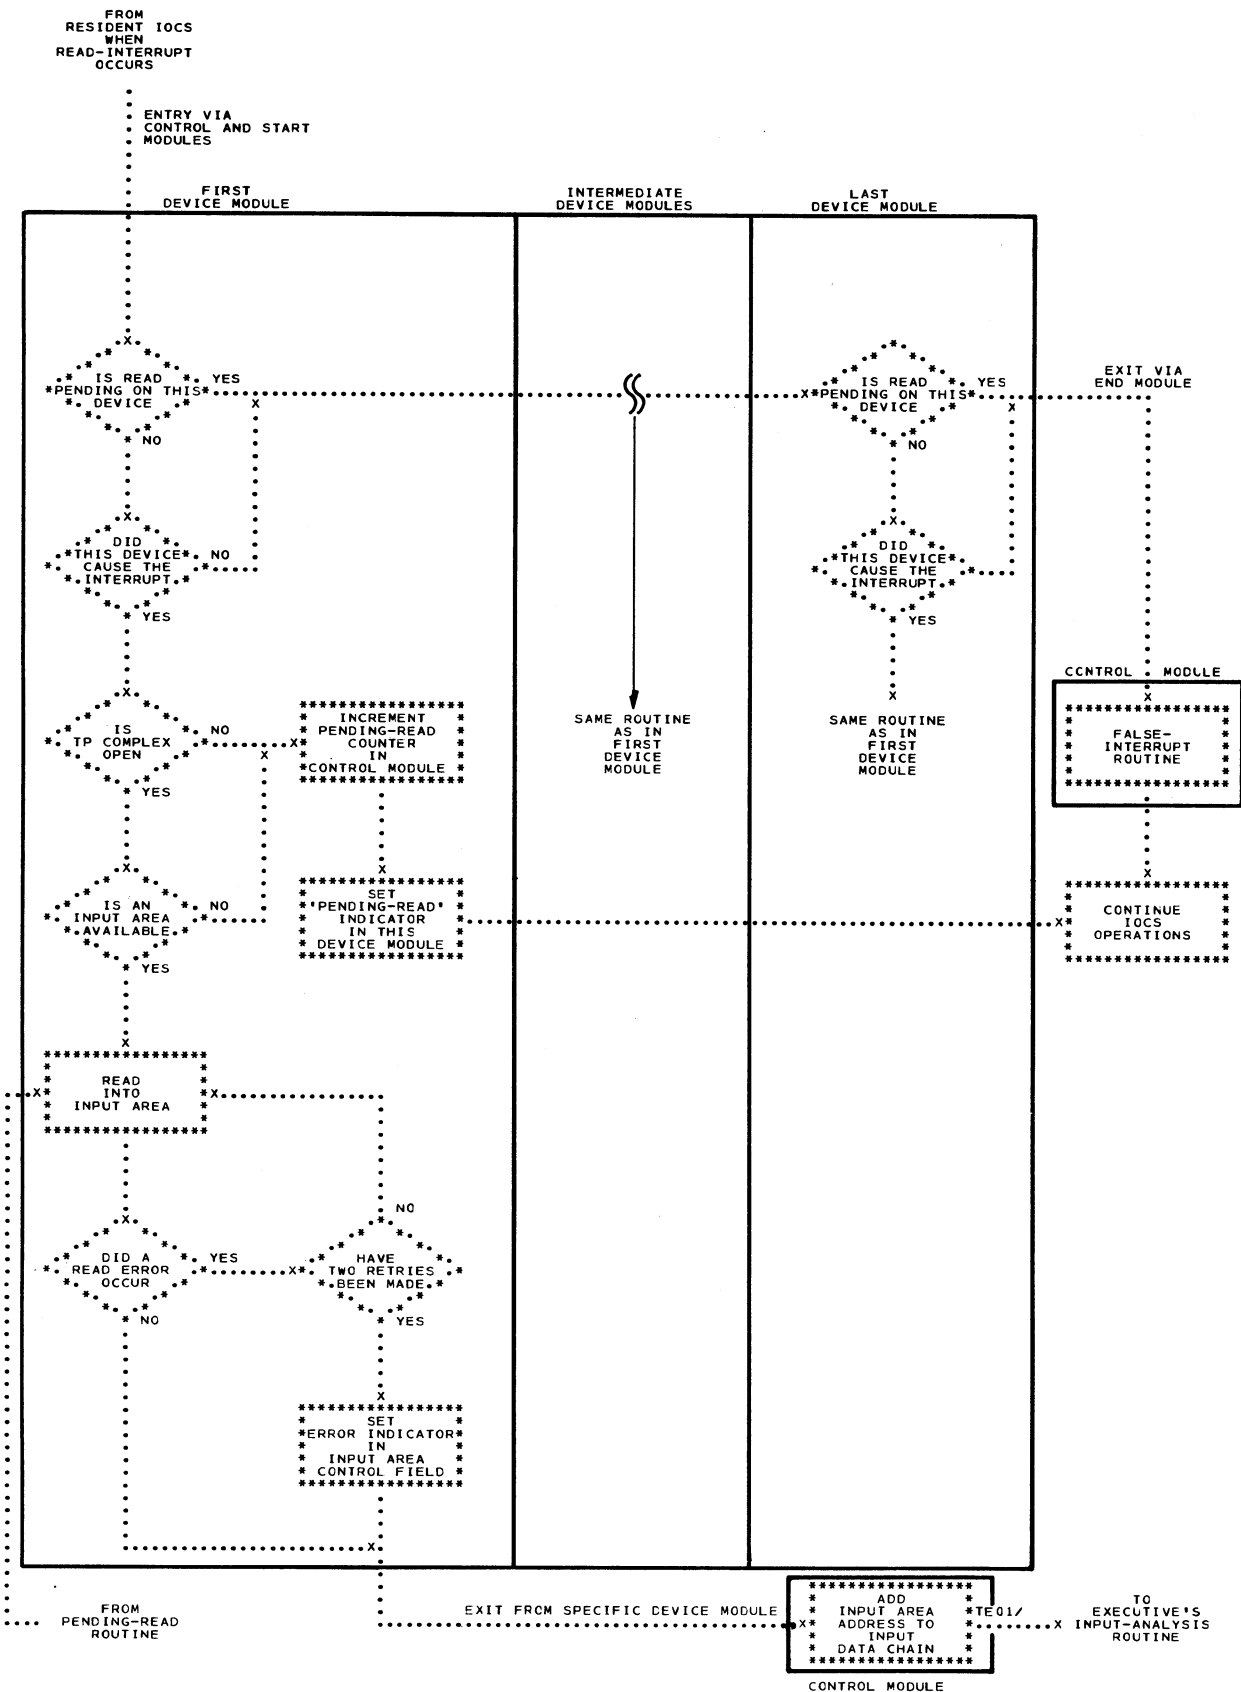 FROM
RESIDENT IOCS
WHEN
READ-INTERRUPT
OCCURS
ENTRY VIA
CONTROL AND START
MODULES
FIRST
DEVICE MODULE
INTERMEDIATE
DEVICE MODULES
LAST
DEVICE MODULE
IS READ
PENDING ON THIS
DEVICE
YES
NO
IS READ
PENDING ON THIS
DEVICE
YES
NO
EXIT VIA
END MODULE
DID
THIS DEVICE
CAUSE THE
INTERRUPT
NO
YES
DID
THIS DEVICE
CAUSE THE
INTERRUPT
YES
IS
TP COMPLEX
OPEN
NO
YES
INCREMENT
PENDING-READ
COUNTER
IN
CONTROL MODULE
SAME ROUTINE
AS IN
FIRST
DEVICE
MODULE
SAME ROUTINE
AS IN
FIRST
DEVICE
MODULE
CCNTROL MODULE
FALSE-
INTERRUPT
ROUTINE
IS AN
INPUT AREA
AVAILABLE
NO
YES
SET
'PENDING-READ'
INDICATOR
IN THIS
DEVICE MODULE
CONTINUE
IOCS
OPERATIONS
READ
INTO
INPUT AREA
DID A
READ ERROR
OCCUR
YES
NO
NO
HAVE
TWO RETRIES
BEEN MADE
YES
SET
ERROR INDICATOR
IN
INPUT AREA
CONTROL FIELD
FROM
PENDING-READ
ROUTINE
EXIT FROM SPECIFIC DEVICE MODULE
ADD
INPUT AREA
ADDRESS TO
INPUT
DATA CHAIN
TE01/
TO
EXECUTIVE'S
INPUT-ANALYSIS
ROUTINE
CONTROL MODULE